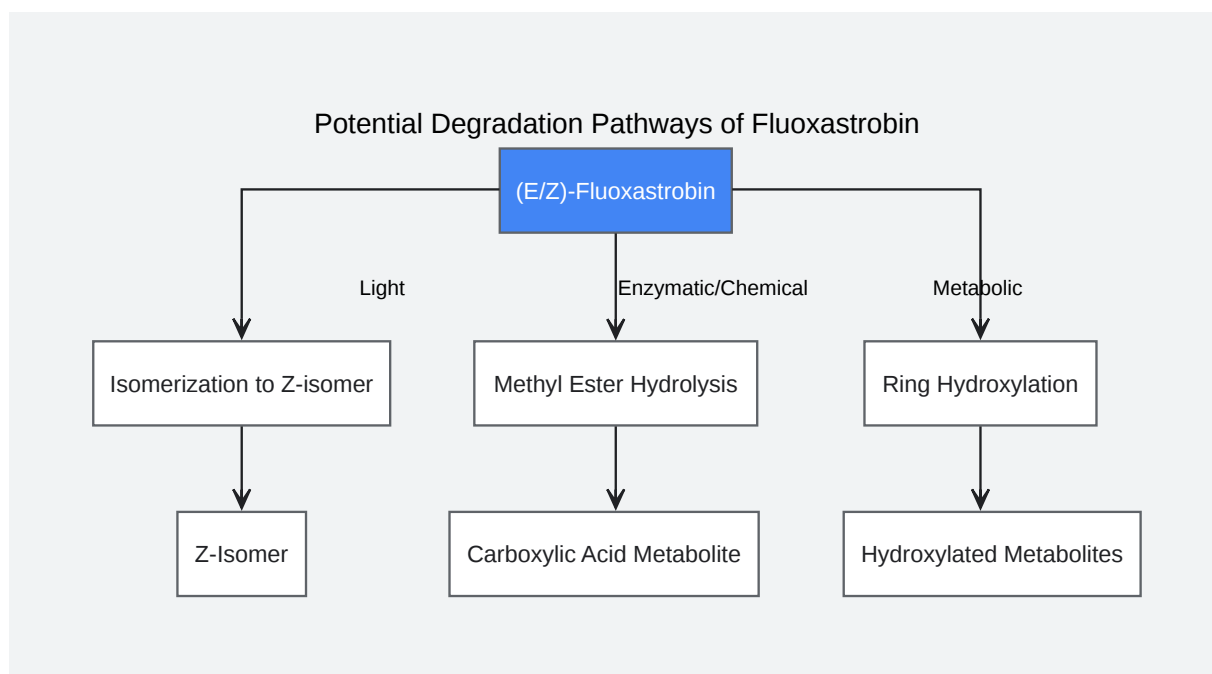 Potential Degradation Pathways of Fluoxastrobin
(E/Z)-Fluoxastrobin
Light
Enzymatic/Chemical
Metabolic
Isomerization to Z-isomer
Methyl Ester Hydrolysis
Ring Hydroxylation
Z-Isomer
Carboxylic Acid Metabolite
Hydroxylated Metabolites